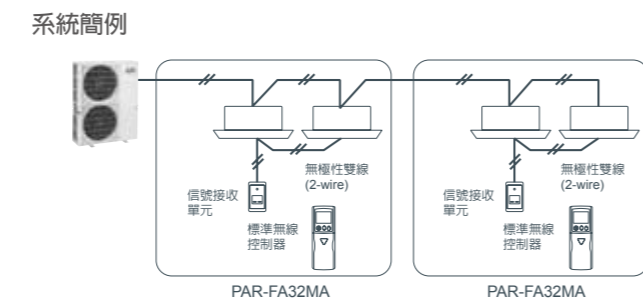 系統簡例
無極性雙線
(2-wire)
信號接收
單元
標準無線
控制器
PAR-FA32MA
無極性雙線
(2-wire)
信號接收
單元
標準無線
控制器
PAR-FA32MA